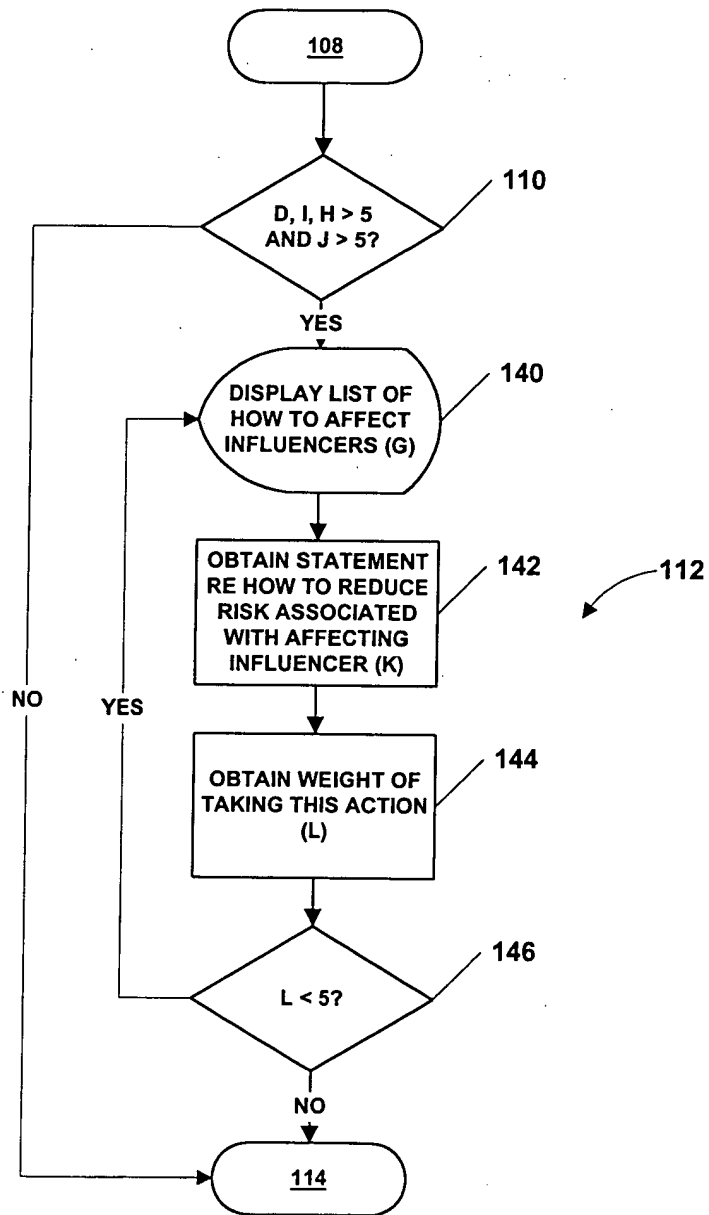 108
110
D, I, H > 5
AND J > 5?
YES
140
DISPLAY LIST OF
HOW TO AFFECT
INFLUENCERS (G)
142
OBTAIN STATEMENT
RE HOW TO REDUCE
RISK ASSOCIATED
WITH AFFECTING
INFLUENCER (K)
112
NO
YES
144
OBTAIN WEIGHT OF
TAKING THIS ACTION
(L)
146
L < 5?
NO
114